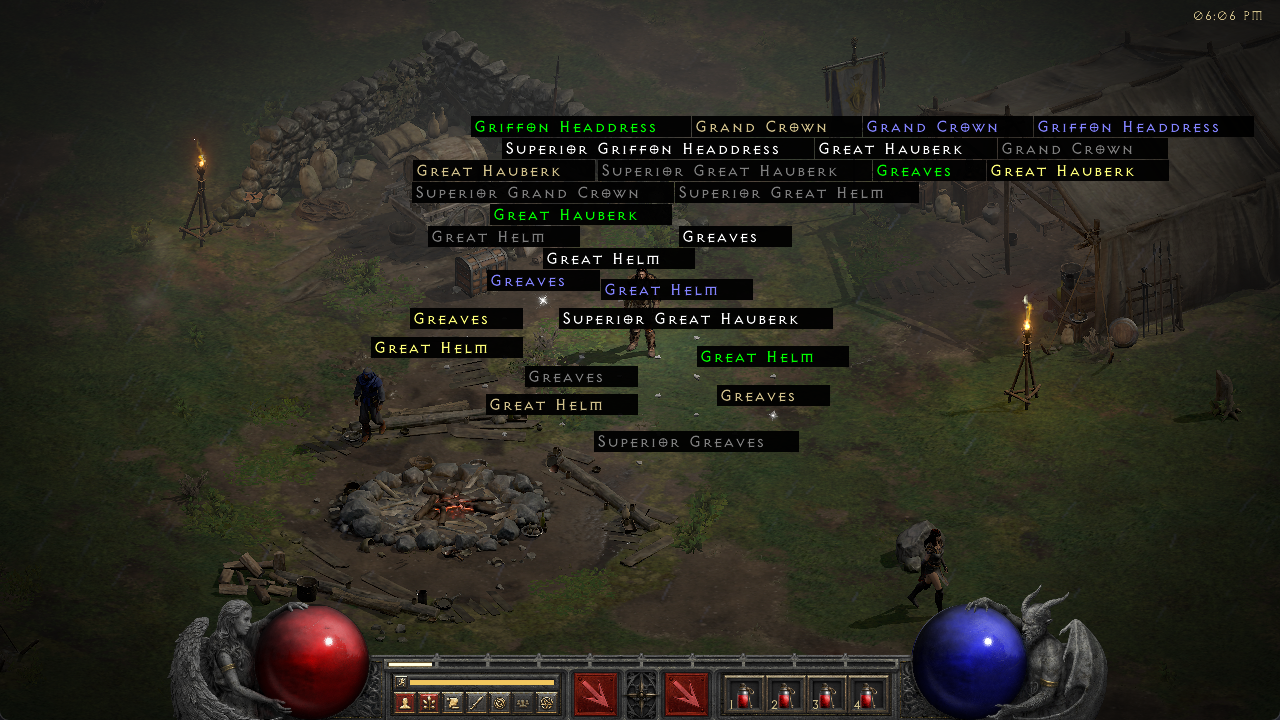 06:06 PM
Griffon Headdress Grand Crown Grand Crown Griffon Headdress
Superior Griffon Headdress Great Hauberk Grand Crown
Great Hauberk Superior Great Hauberk Greaves Great Hauberk
Superior Grand Crown Superior Great Helm
Great Hauberk
Great Helm Greaves
Great Helm
Greaves Great Helm
Greaves Superior Great Hauberk
Great Helm Great Helm
Greaves
Greaves
Great Helm
Superior Greaves
1 2 3 4